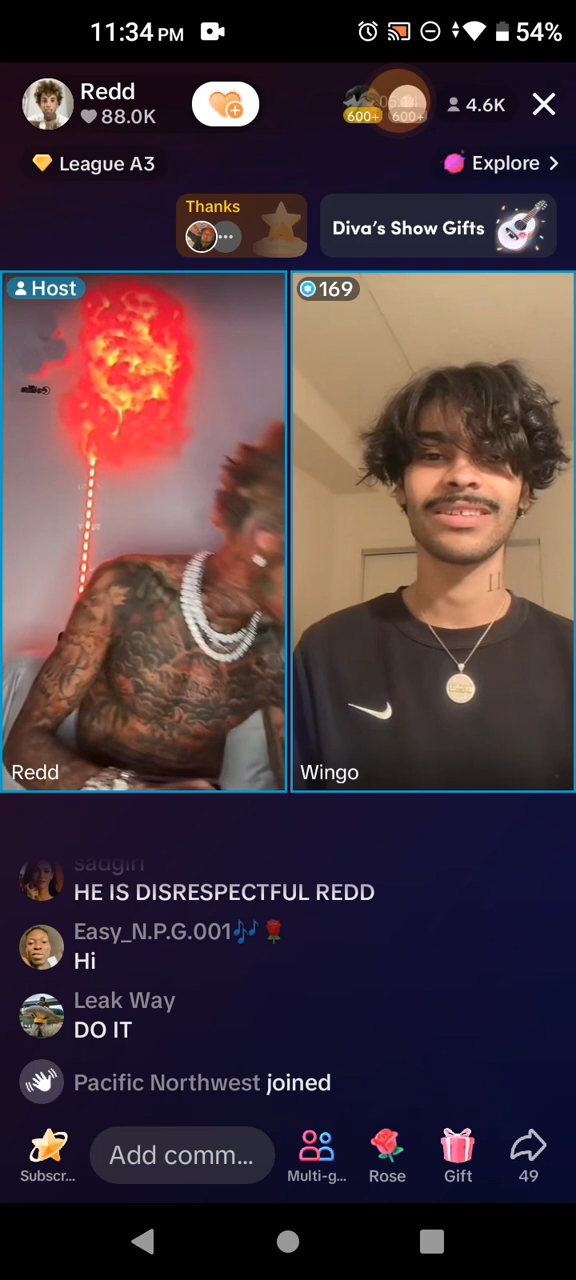 11:34 PM
54%
Redd
88.0K
600+
600+
4.6K
League A3
Explore
Thanks
Diva's Show Gifts
Host
169
Redd
Wingo
sadgirl
HE IS DISRESPECTFUL REDD
Easy_N.P.G.001🎶🌹
Hi
Leak Way
DO IT
Pacific Northwest joined
Subscr...
Add comm...
Multi-g...
Rose
Gift
49